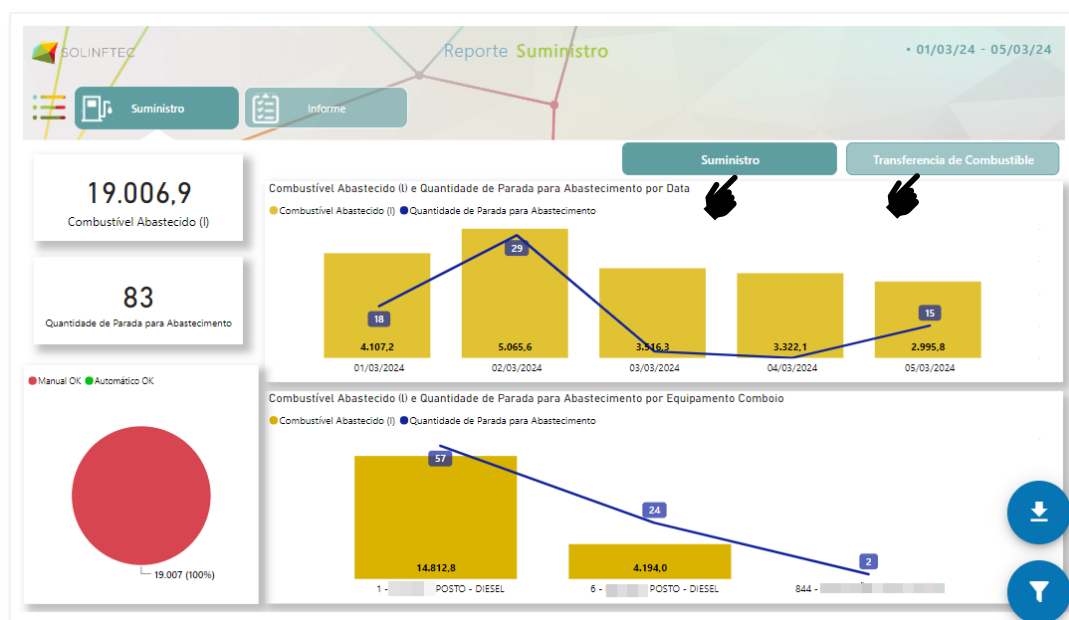 SOLINFTEC
Reporte Suministro
• 01/03/24 - 05/03/24
Suministro
Informe
Suministro
Transferencia de Combustible
19.006,9
Combustível Abastecido (l)
83
Quantidade de Parada para Abastecimento
Manual OK Automático OK
19.007 (100%)
Combustível Abastecido (l) e Quantidade de Parada para Abastecimento por Data
Combustível Abastecido (l) Quantidade de Parada para Abastecimento
29
18
15
4.107,2 5.065,6 3.516,3 3.322,1 2.995,8
01/03/2024 02/03/2024 03/03/2024 04/03/2024 05/03/2024
Combustível Abastecido (l) e Quantidade de Parada para Abastecimento por Equipamento Comboio
Combustível Abastecido (l) Quantidade de Parada para Abastecimento
57
24
2
14.812,8 4.194,0
1 - POSTO - DIESEL 6 - POSTO - DIESEL 844 -